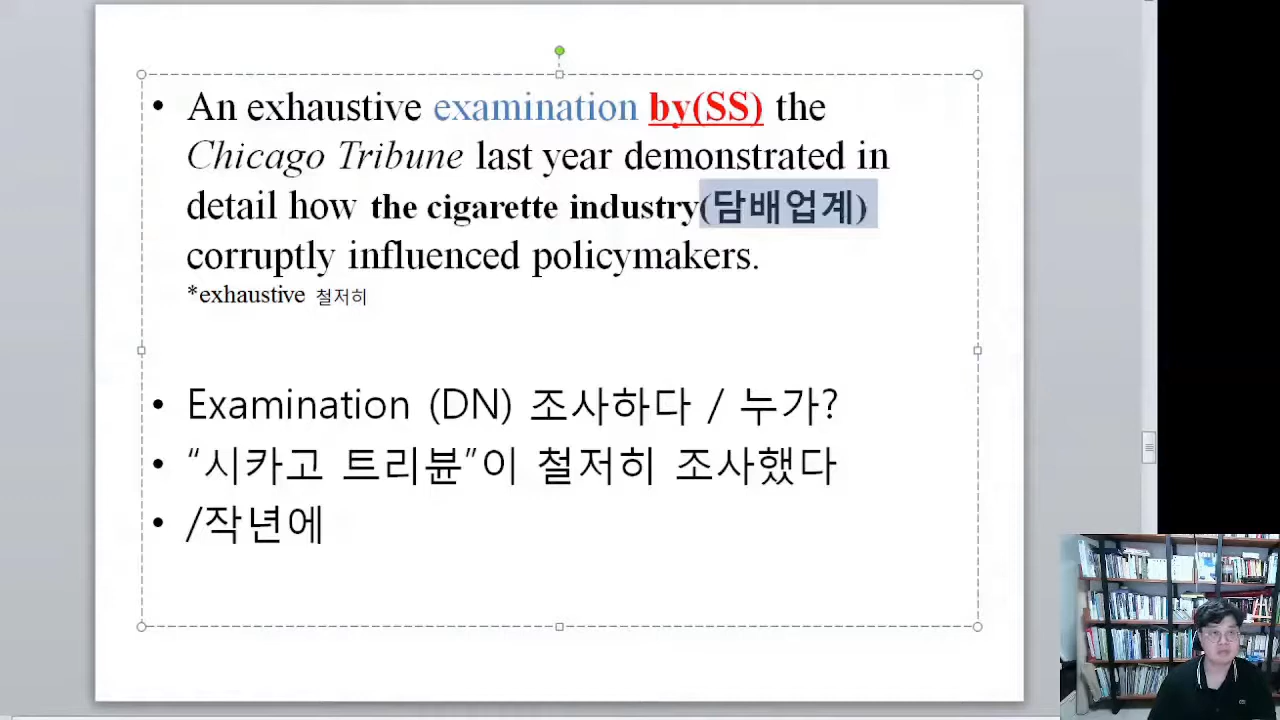 • An exhaustive examination by(SS) the
Chicago Tribune last year demonstrated in
detail how the cigarette industry(담배업계)
corruptly influenced policymakers.
*exhaustive 철저히
• Examination (DN) 조사하다 / 누가?
• “시카고 트리뷴”이 철저히 조사했다
• /작년에